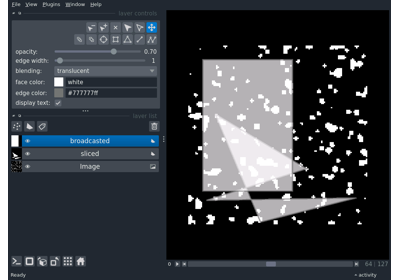 File View Plugins Window Help
layer controls
opacity: 0.70
edge width: 1
blending: translucent
face color: white
edge color: #777777ff
display text:
layer list
broadcasted
sliced
Image
64 127
Ready
activity